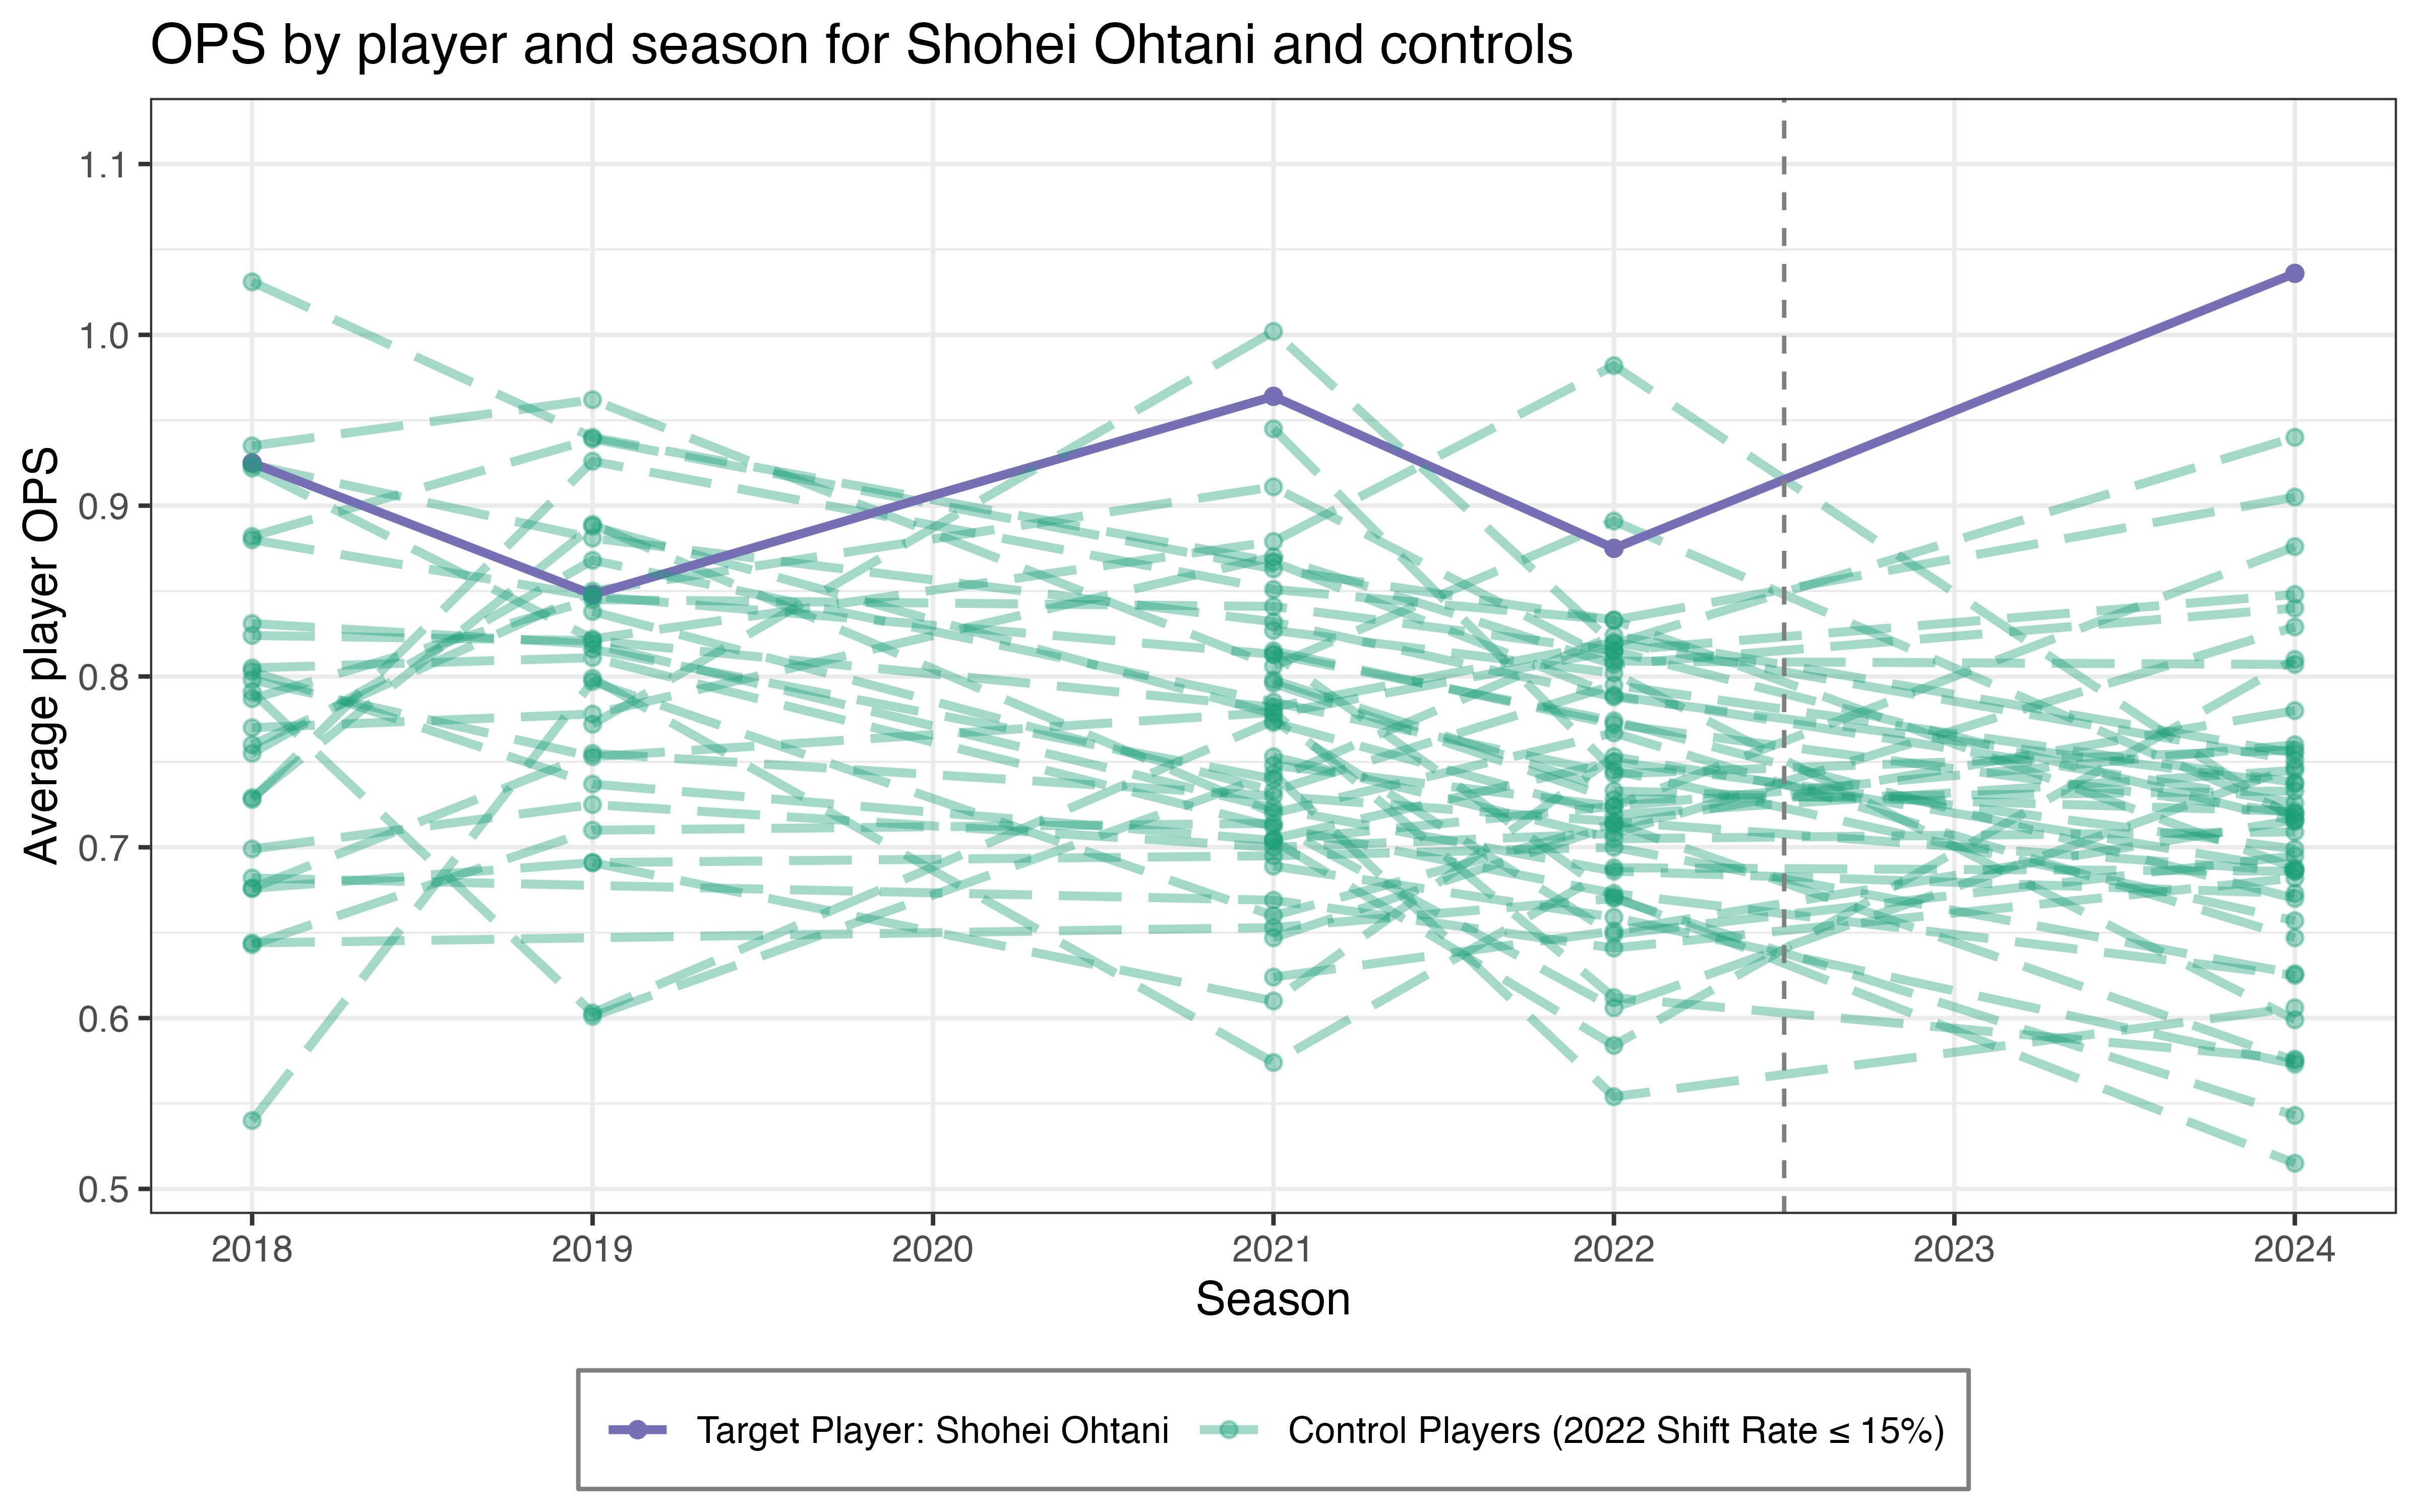 OPS by player and season for Shohei Ohtani and controls
Average player OPS
1.1
1.0
0.9
0.8
0.7
0.6
0.5
2018 2019 2020 2021 2022 2023 2024
Season
Target Player: Shohei Ohtani Control Players (2022 Shift Rate ≤ 15%)